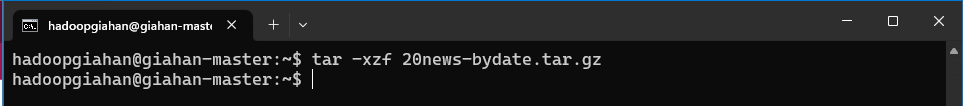 hadoopgiahan@giahan-mast
hadoopgiahan@giahan-master:~$ tar -xzf 20news-bydate.tar.gz
hadoopgiahan@giahan-master:~$